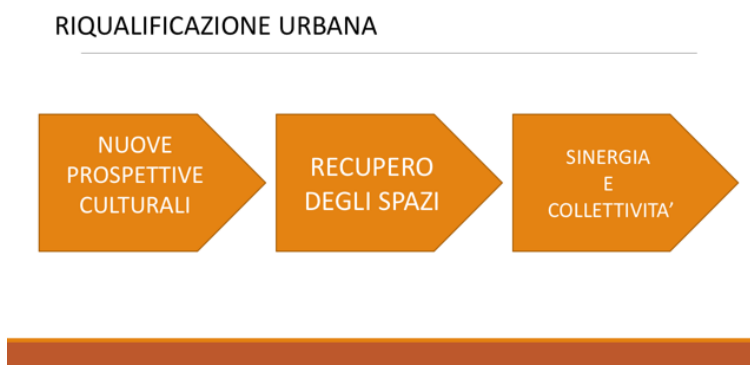 RIQUALIFICAZIONE URBANA
NUOVE
PROSPETTIVE
CULTURALI
RECUPERO
DEGLI SPAZI
SINERGIA
E
COLLETTIVITA’